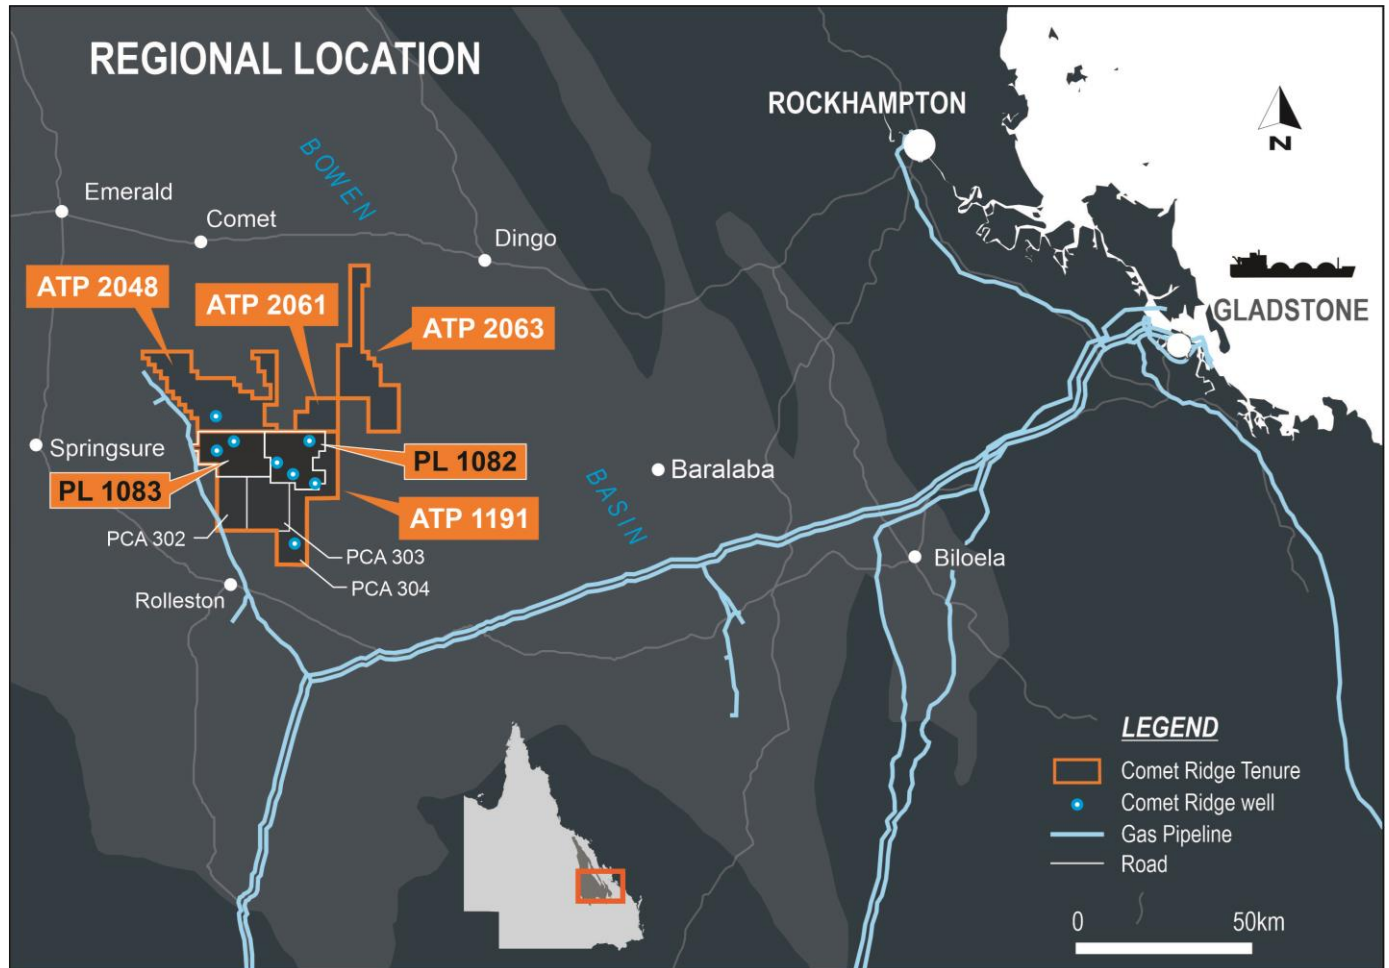 REGIONAL LOCATION
ROCKHAMPTON
N
BOWEN
Emerald
Comet
Dingo
GLADSTONE
ATP 2048
ATP 2061
ATP 2063
Springsure
PL 1082
PL 1083
Baralaba
BASIN
ATP 1191
PCA 302
PCA 303
PCA 304
Biloela
Rolleston
LEGEND
Comet Ridge Tenure
Comet Ridge well
Gas Pipeline
Road
0 50km